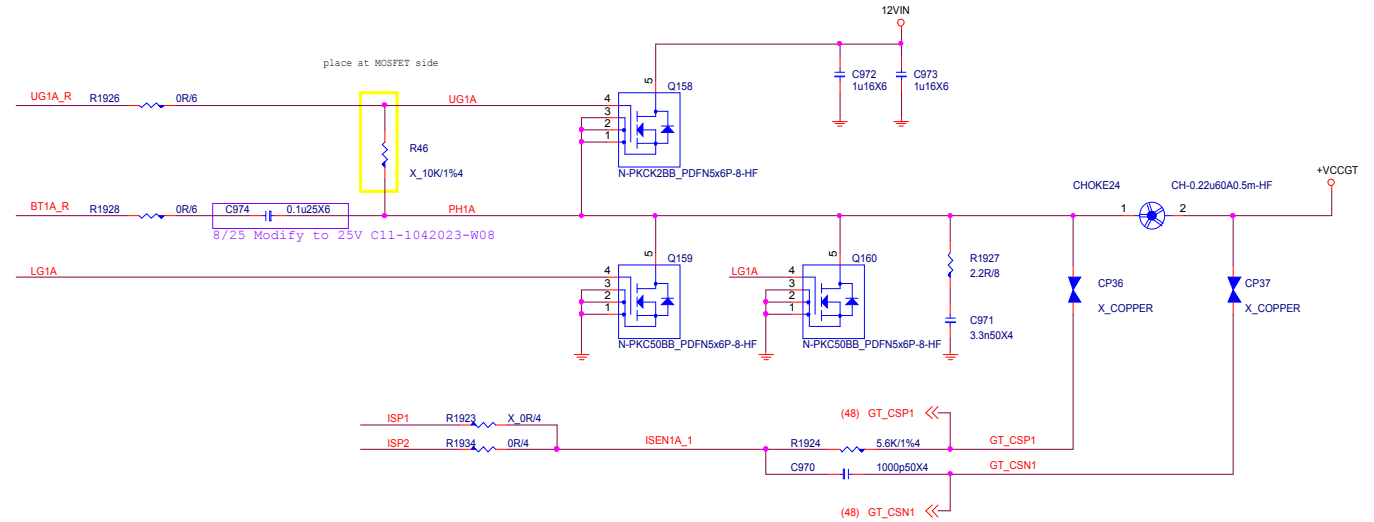 12VIN
place at MOSFET side
C972
1u16X6
C973
1u16X6
UG1A_R
R1926
0R/6
UG1A
5
Q158
4
3
2
1
R46
X_10K/1%4
N-PKCK2BB_PDFN5x6P-8-HF
+VCCGT
CHOKE24
CH-0.22u60A0.5m-HF
BT1A_R
R1928
0R/6
C974
0.1u25X6
PH1A
1
2
8/25 Modify to 25V C11-1042023-W08
LG1A
5
Q159
4
3
2
1
N-PKC50BB_PDFN5x6P-8-HF
LG1A
5
Q160
4
3
2
1
N-PKC50BB_PDFN5x6P-8-HF
R1927
2.2R/8
C971
3.3n50X4
CP36
X_COPPER
CP37
X_COPPER
ISP1
R1923
X_0R/4
(48) GT_CSP1
ISP2
R1934
0R/4
ISEN1A_1
R1924
5.6K/1%4
GT_CSP1
C970
1000p50X4
GT_CSN1
(48) GT_CSN1